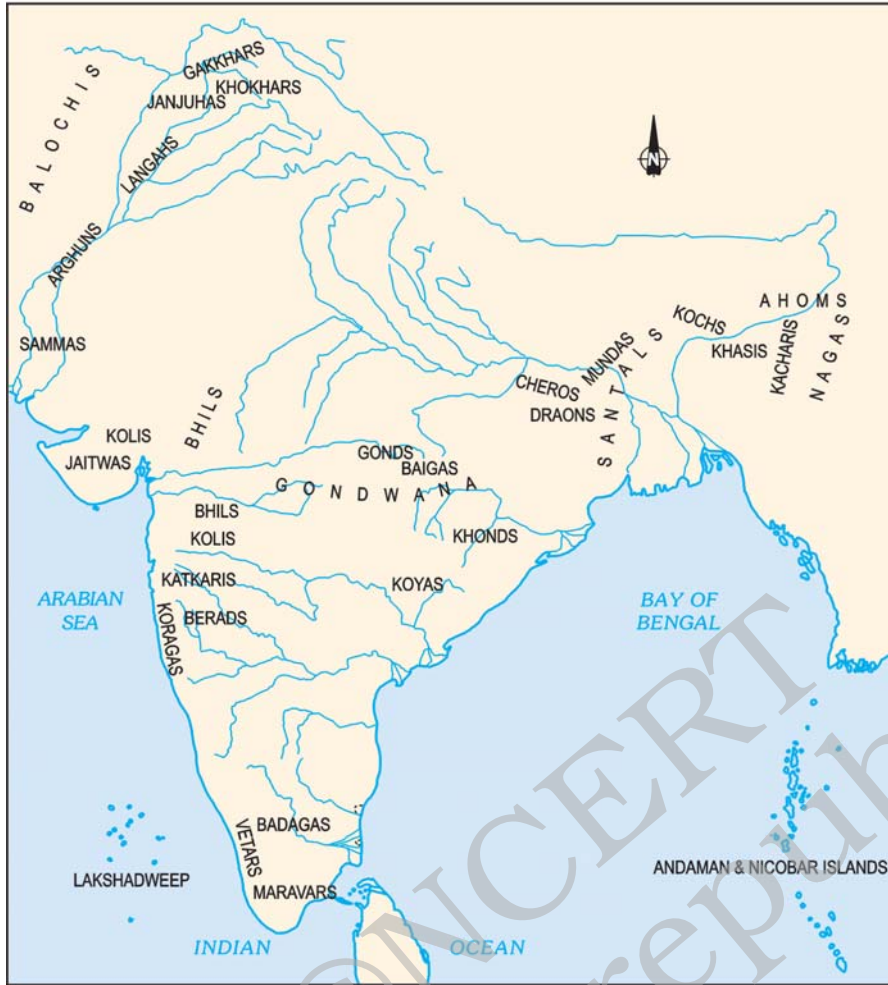 GAKKHARS
KHOKHARS
JANJUHAS
BALOCHIS
LANGAHS
ARGHUNS
SAMMAS
N
AHOMS
KOCHS
KHASIS
KACHARIS
NAGAS
MUNDAS
CHEROS
SANTALS
DRAONS
BHILS
KOLIS
JAITWAS
GONDS
BAIGAS
GONDWANA
BHILS
KOLIS
KHONDS
KATKARIS
KOYAS
KORAGAS
BERADS
ARABIAN
SEA
BAY OF
BENGAL
BADAGAS
VETARS
MARAVARS
LAKSHADWEEP
ANDAMAN & NICOBAR ISLANDS
INDIAN OCEAN
©NCERT
republ